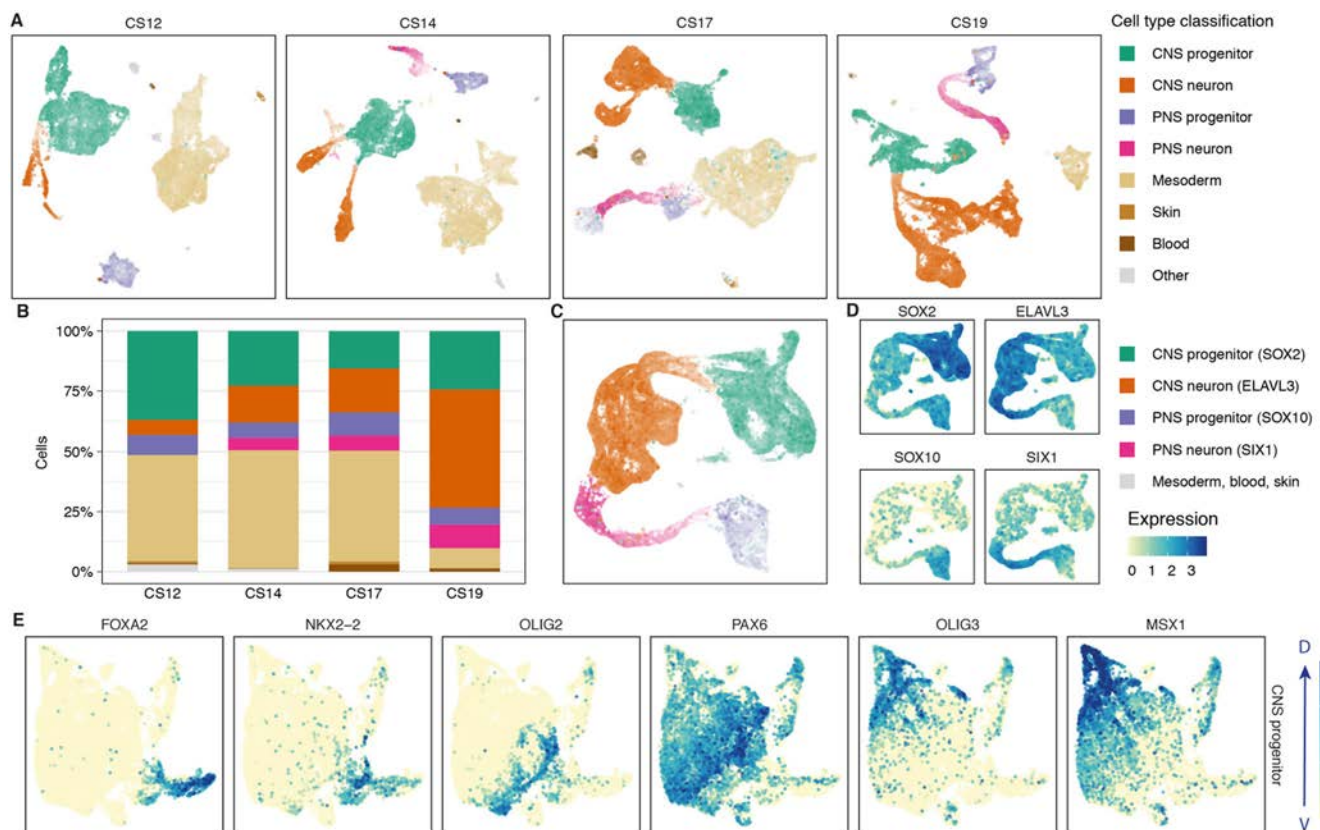 A
CS12
CS14
CS17
CS19
Cell type classification
CNS progenitor
CNS neuron
PNS progenitor
PNS neuron
Mesoderm
Skin
Blood
Other
B
100%
75%
50%
25%
0%
Cells
CS12
CS14
CS17
CS19
C
D
SOX2
ELAVL3
SOX10
SIX1
CNS progenitor (SOX2)
CNS neuron (ELAVL3)
PNS progenitor (SOX10)
PNS neuron (SIX1)
Mesoderm, blood, skin
Expression
0 1 2 3
E
FOXA2
NKX2–2
OLIG2
PAX6
OLIG3
MSX1
CNS progenitor
D
V